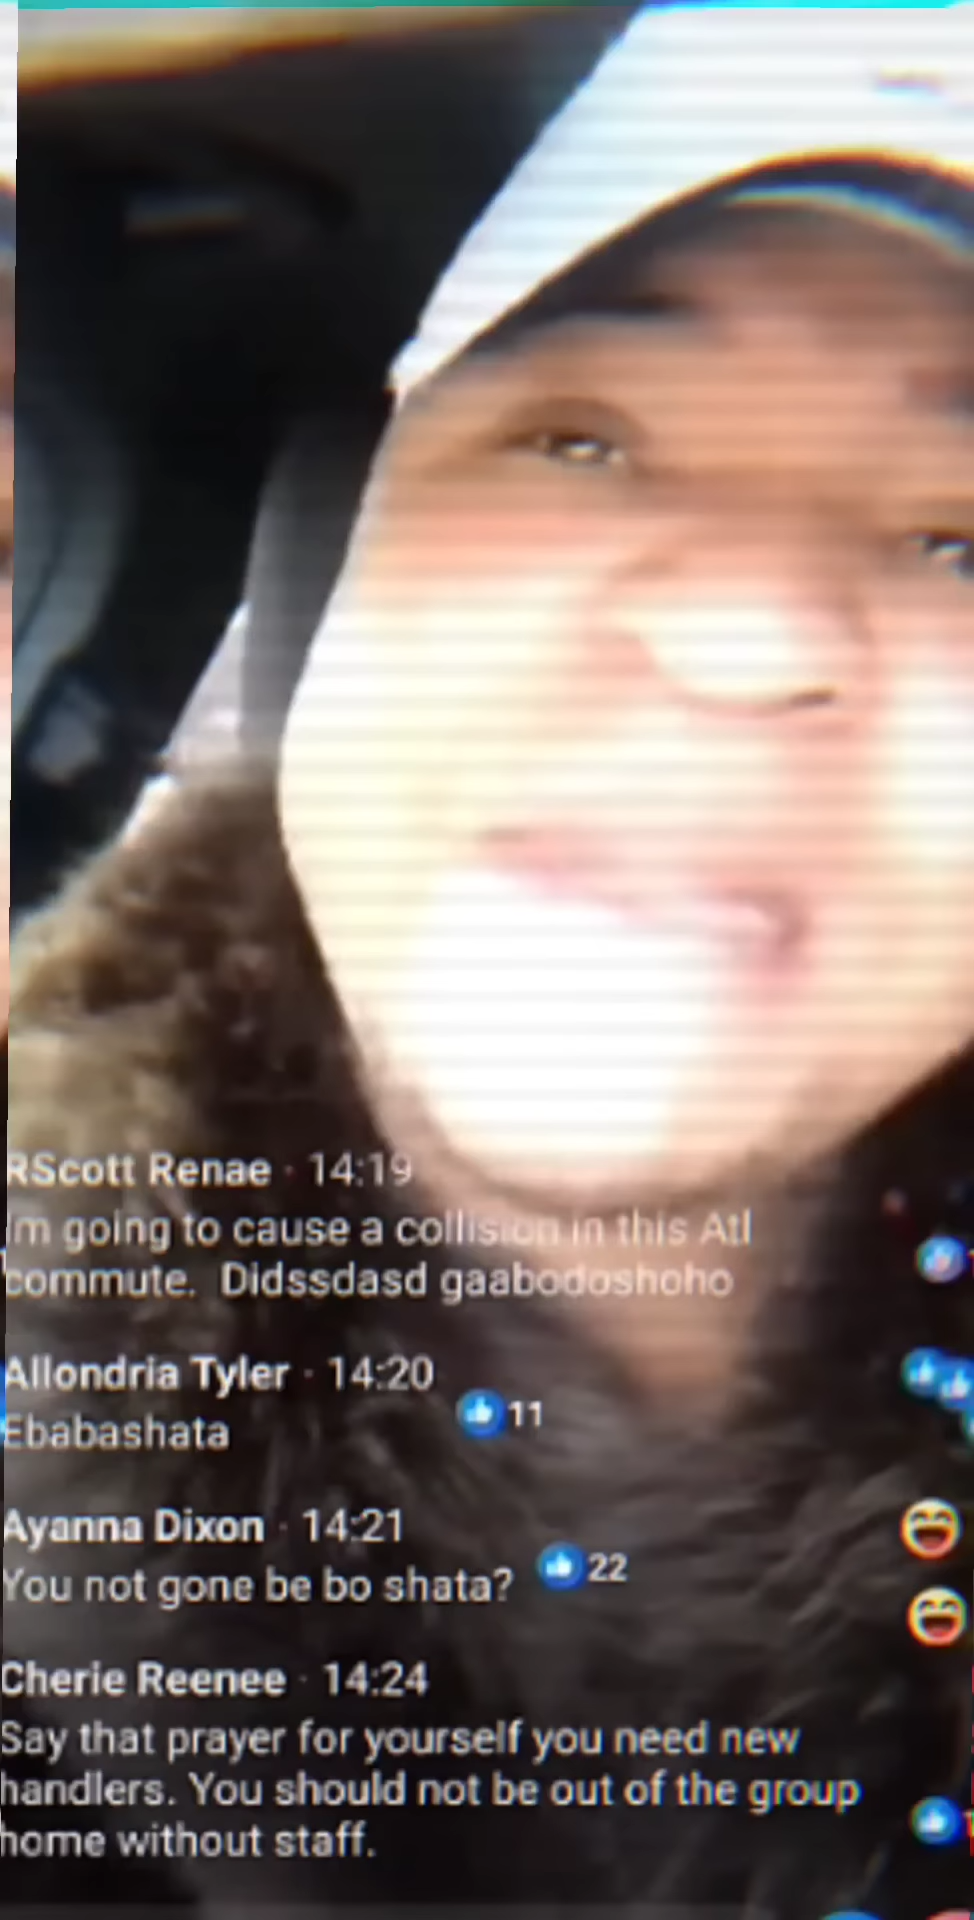 RScott Renae · 14:19
I'm going to cause a collision in this Atl
commute. Didssdasd gaabodoshoho
Allondria Tyler · 14:20
Ebabashata
11
Ayanna Dixon · 14:21
You not gone be bo shata?
22
Cherie Reenee · 14:24
Say that prayer for yourself you need new
handlers. You should not be out of the group
home without staff.